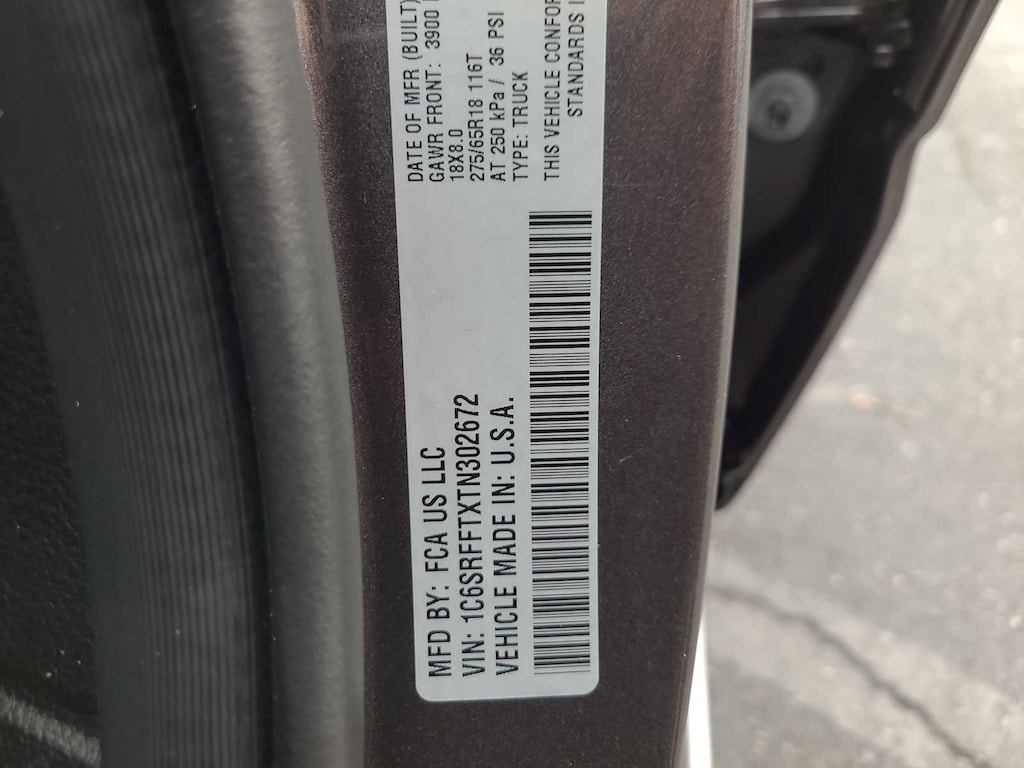 MFD BY: FCA US LLC
VIN: 1C6SRFFTXTN302672
VEHICLE MADE IN: U.S.A.
DATE OF MFR (BUILT)
GAWR FRONT: 3900
18X8.0
275/65R18 116T
AT 250 kPa / 36 PSI
TYPE: TRUCK
THIS VEHICLE CONFOR
STANDARDS I